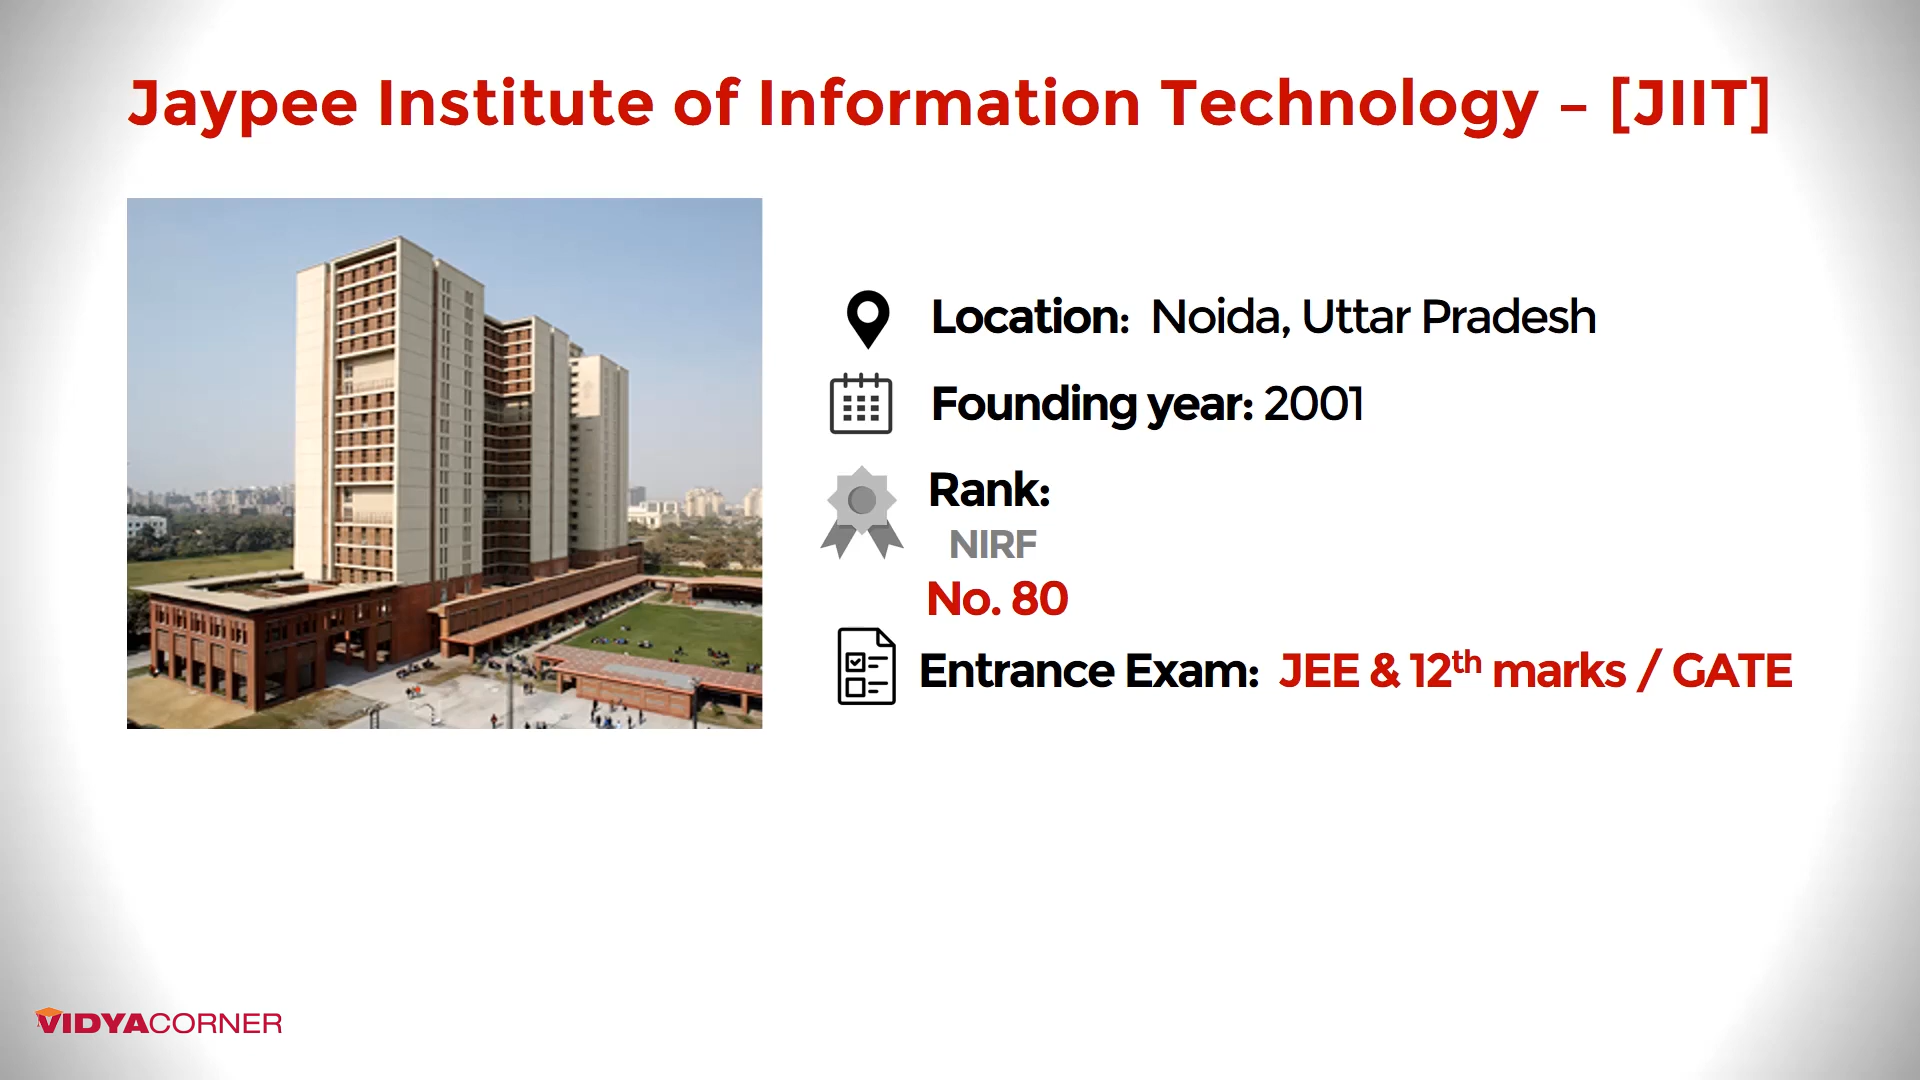 Jaypee Institute of Information Technology – [JIIT]
Location: Noida, Uttar Pradesh
Founding year: 2001
Rank:
NIRF
No. 80
Entrance Exam: JEE & 12th marks / GATE
VIDYACORNER